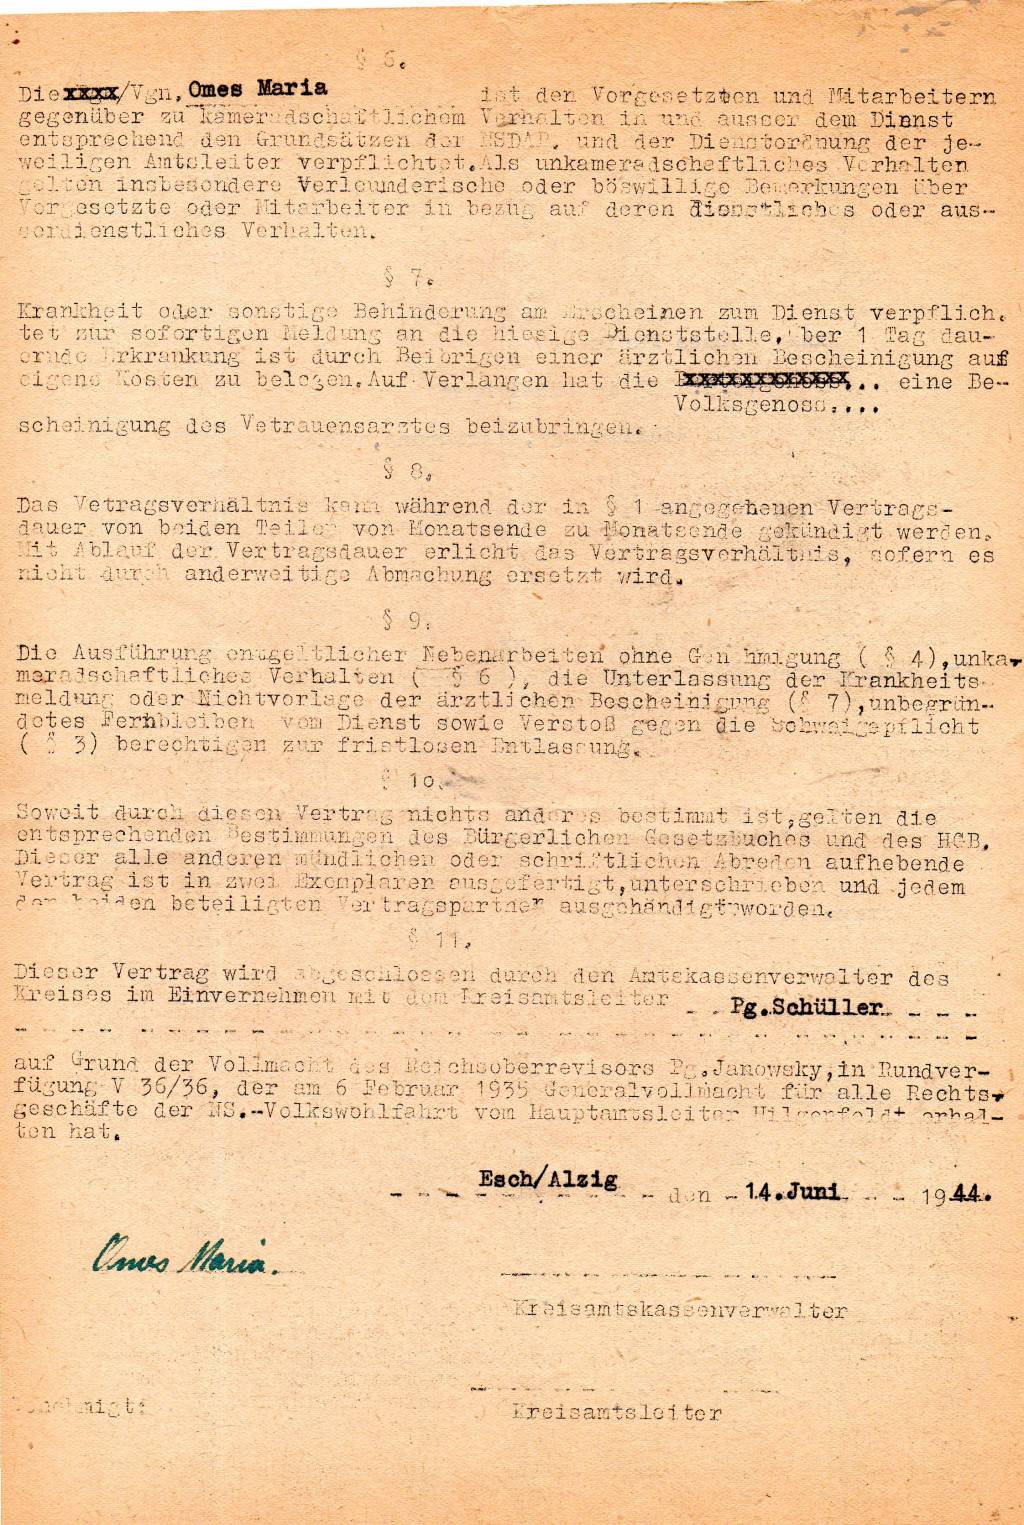 § 6.
Die xxxx/Vgn. Omes Maria ist den Vorgesetzten und Mitarbeitern
gegenüber zu kameradschaftlichem Verhalten in und ausser dem Dienst
entsprechend den Grundsätzen der NSDAP. und der Dienstordnung der je-
weiligen Amtsleiter verpflichtet.Als unkameradschaftliches Verhalten
gelten insbesondere Verleumderische oder böswillige Bemerkungen über
Vorgesetzte oder Mitarbeiter in bezug auf deren dienstliches oder aus-
serdienstliches Verhalten.
§ 7.
Krankheit oder sonstige Behinderung am Erscheinen zum Dienst verpflich.
tet zur sofortigen Meldung an die hiesige Dienststelle. ber 1 Tag dau-
ernde Erkrankung ist durch Beibrigen einer ärztlichen Bescheinigung auf
eigene Kosten zu belegen.Auf Verlangen hat die xxxxxxxxxxxxx... eine Be-
Volksgenoss....
scheinigung des Vetrauensarztes beizubringen.
§ 8.
Das Vetragsverhältnis kann während der in § 1 angegebenen Vertrags-
dauer von beiden Teilen von Monatsende zu Monatsende gekündigt werden.
Mit Ablauf der Vertragsdauer erlicht das Vertragsverhältnis, sofern es
nicht durch anderweitige Abmachung ersetzt wird.
§ 9.
Die Ausführung entgeltlicher Nebenarbeiten ohne Gen hmigung ( § 4),unka-
meradschaftliches Verhalten ( § 6 ), die Unterlassung der Krankheits-
meldung oder Nichtvorlage der ärztlichen Bescheinigung (§ 7),unbegrün-
detes Fernbleiben vom Dienst sowie Verstoß gegen die Schweigepflicht
( § 3) berechtigen zur fristlosen Entlassung.
§ 1o.
Soweit durch diesen Vertrag nichts anderes bestimmt ist,gelten die
entsprechenden Bestimmungen des Bürgerlichen Gesetzbuches und des HGB.
Dieser alle anderen mündlichen oder schriftlichen Abreden aufhebende
Vertrag ist in zwei Exemplaren ausgefertigt,unterschrieben und jedem
der beiden beteiligten Vertragspartner ausgehändigt worden.
§ 11.
Dieser Vertrag wird abgeschlossen durch den Amtskassenverwalter des
Kreises im Einvernehmen mit dem Kreisamtsleiter Pg.Schüller
auf Grund der Vollmacht des Reichsoberrevisors Pg.Janowsky,in Rundver-
fügung V 36/36, der am 6 Februar 1935 Generalvollmacht für alle Rechts-
geschäfte der NS.-Volkswohlfahrt vom Hauptamtsleiter Hilgenfeldt erhal-
ten hat.
Esch/Alzig den 14.Juni 1944.
Omes Maria.
Kreisamtskassenverwalter
Genehmigt:
Kreisamtsleiter